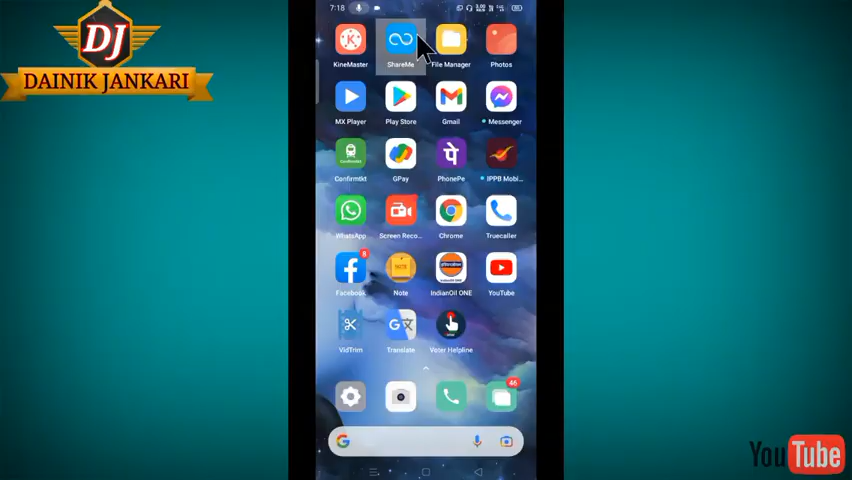 7:18
DJ
DAINIK JANKARI
KineMaster
ShareMe
File Manager
Photos
MX Player
Play Store
Gmail
Messenger
Confirmtkt
GPay
PhonePe
IPPB Mobi...
WhatsApp
Screen Reco...
Chrome
Truecaller
8
Facebook
Note
IndianOil ONE
YouTube
VidTrim
Translate
Voter Helpline
46
YouTube